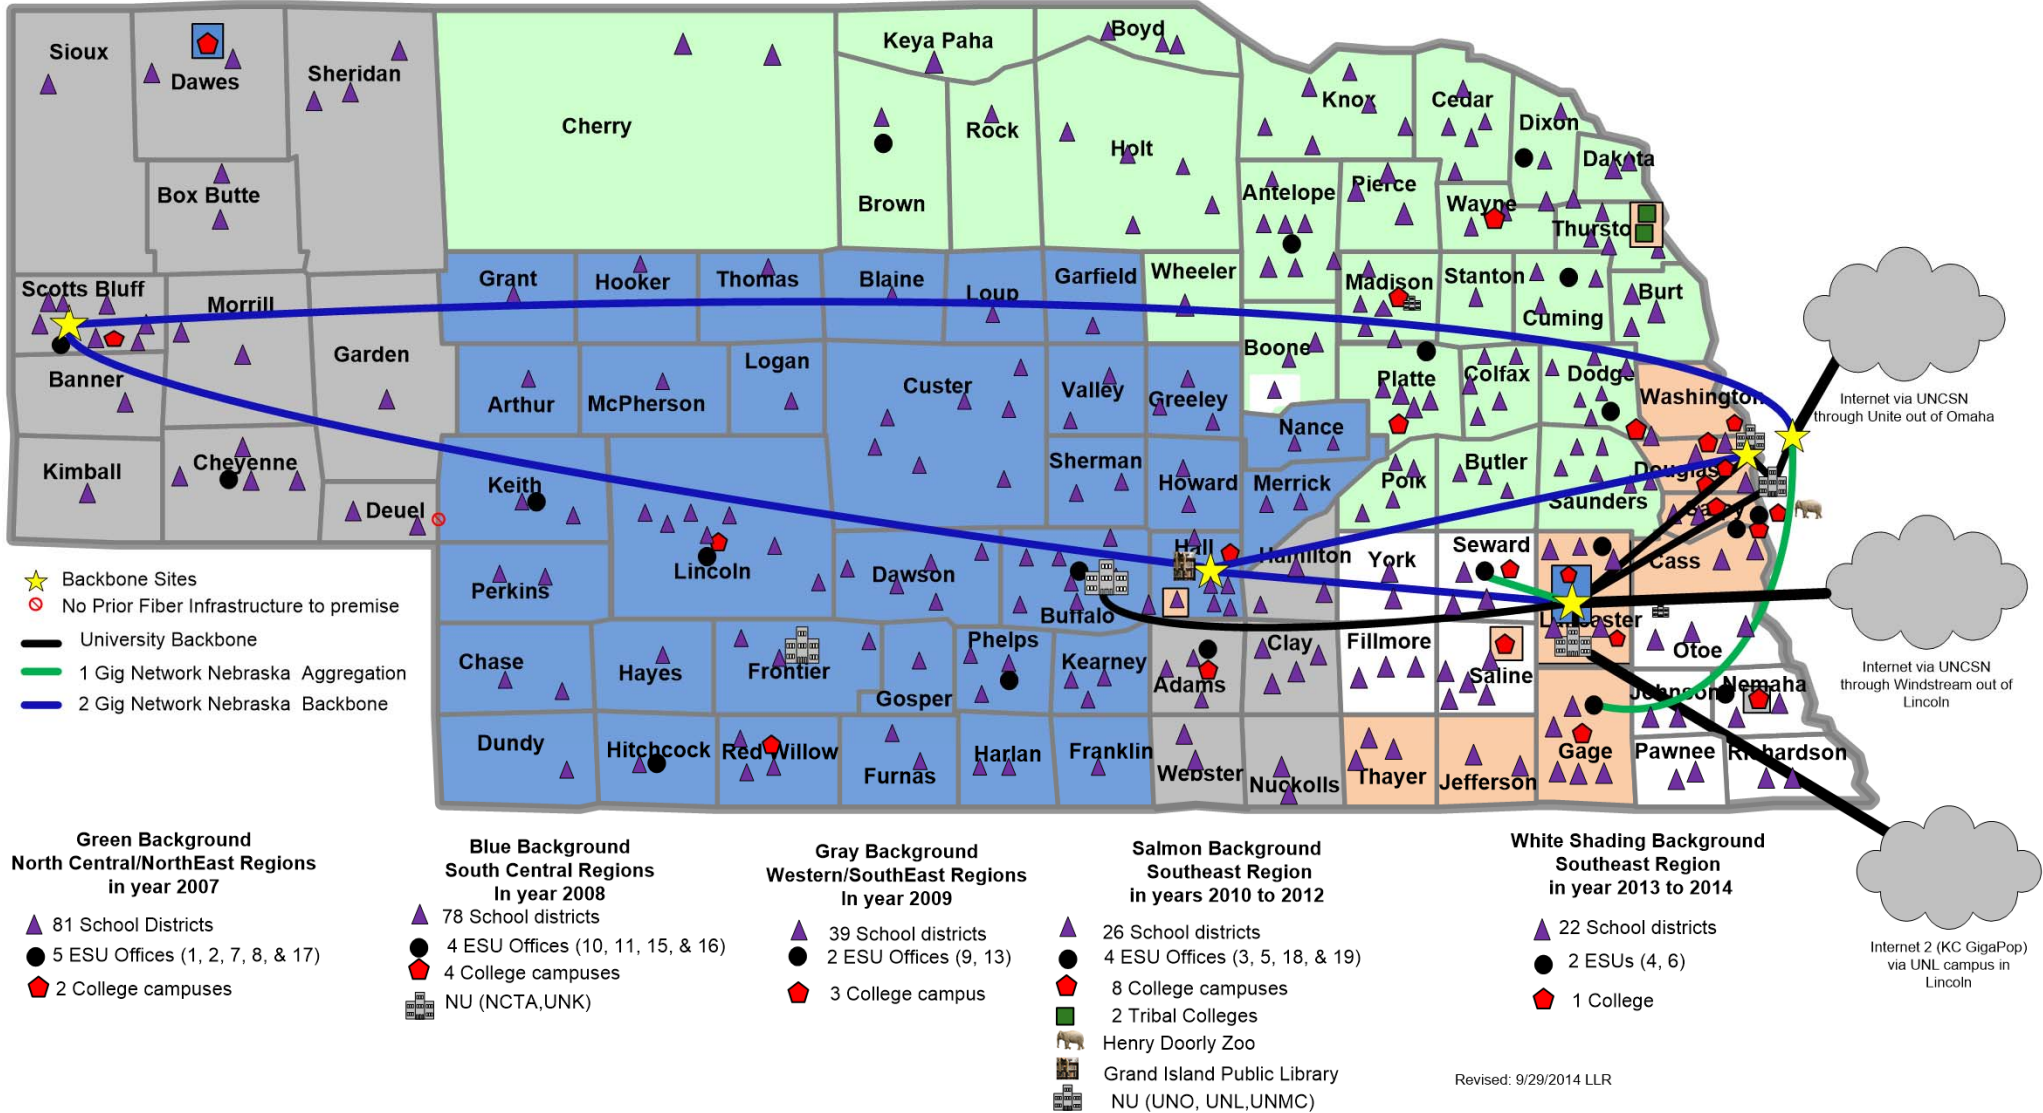 Sioux
Dawes
Sheridan
Box Butte
Cherry
Keya Paha
Boyd
Brown
Rock
Holt
Knox
Cedar
Dixon
Dakota
Antelope
Pierce
Wayne
Thursto
Scotts Bluff
Morrill
Garden
Banner
Kimball
Cheyenne
Deuel
Grant
Hooker
Thomas
Blaine
Loup
Garfield
Wheeler
Madison
Stanton
Cuming
Burt
Arthur
McPherson
Logan
Custer
Valley
Greeley
Boone
Platte
Colfax
Dodge
Washington
Nance
Keith
Lincoln
Sherman
Howard
Merrick
Polk
Butler
Saunders
Douglas
Sarpy
Perkins
Dawson
Buffalo
Hall
Hamilton
York
Seward
Lancaster
Cass
Otoe
Chase
Hayes
Frontier
Gosper
Phelps
Kearney
Adams
Clay
Fillmore
Saline
Johnson
Nemaha
Dundy
Hitchcock
Red Willow
Furnas
Harlan
Franklin
Webster
Nuckolls
Thayer
Jefferson
Gage
Pawnee
Richardson
Internet via UNCSN
through Unite out of Omaha
Internet via UNCSN
through Windstream out of
Lincoln
Internet 2 (KC GigaPop)
via UNL campus in
Lincoln
Backbone Sites
No Prior Fiber Infrastructure to premise
University Backbone
1 Gig Network Nebraska Aggregation
2 Gig Network Nebraska Backbone
Green Background
North Central/NorthEast Regions
in year 2007
81 School Districts
5 ESU Offices (1, 2, 7, 8, & 17)
2 College campuses
Blue Background
South Central Regions
In year 2008
78 School districts
4 ESU Offices (10, 11, 15, & 16)
4 College campuses
NU (NCTA,UNK)
Gray Background
Western/SouthEast Regions
In year 2009
39 School districts
2 ESU Offices (9, 13)
3 College campus
Salmon Background
Southeast Region
in years 2010 to 2012
26 School districts
4 ESU Offices (3, 5, 18, & 19)
8 College campuses
2 Tribal Colleges
Henry Doorly Zoo
Grand Island Public Library
NU (UNO, UNL,UNMC)
White Shading Background
Southeast Region
in year 2013 to 2014
22 School districts
2 ESUs (4, 6)
1 College
Revised: 9/29/2014 LLR